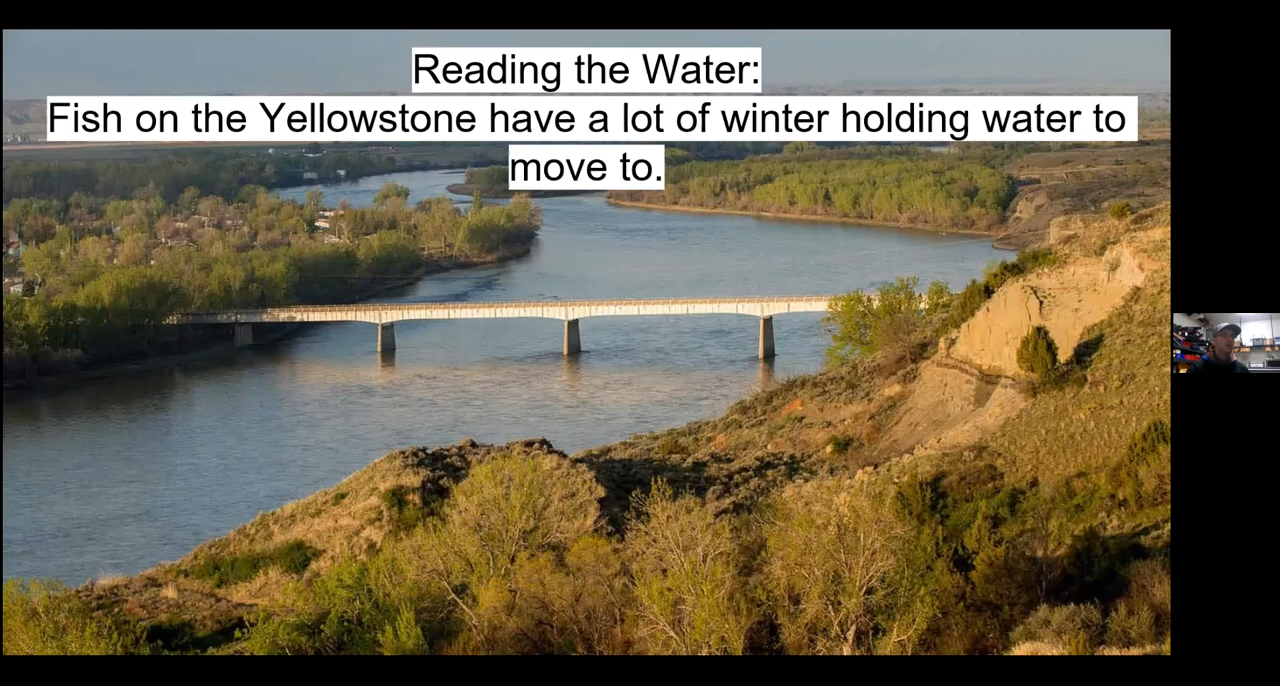 Reading the Water:
Fish on the Yellowstone have a lot of winter holding water to
move to.